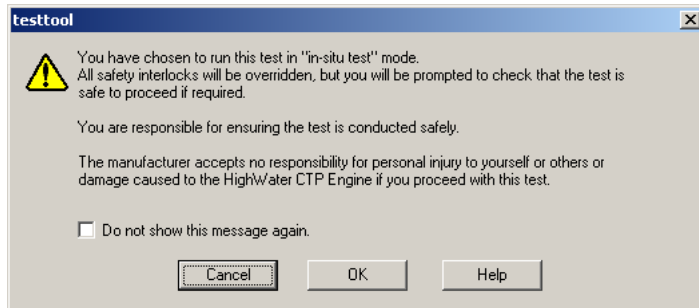 testtool
You have chosen to run this test in "in-situ test" mode.
All safety interlocks will be overridden, but you will be prompted to check that the test is
safe to proceed if required.
You are responsible for ensuring the test is conducted safely.
The manufacturer accepts no responsibility for personal injury to yourself or others or
damage caused to the HighWater CTP Engine if you proceed with this test.
Do not show this message again.
Cancel OK Help